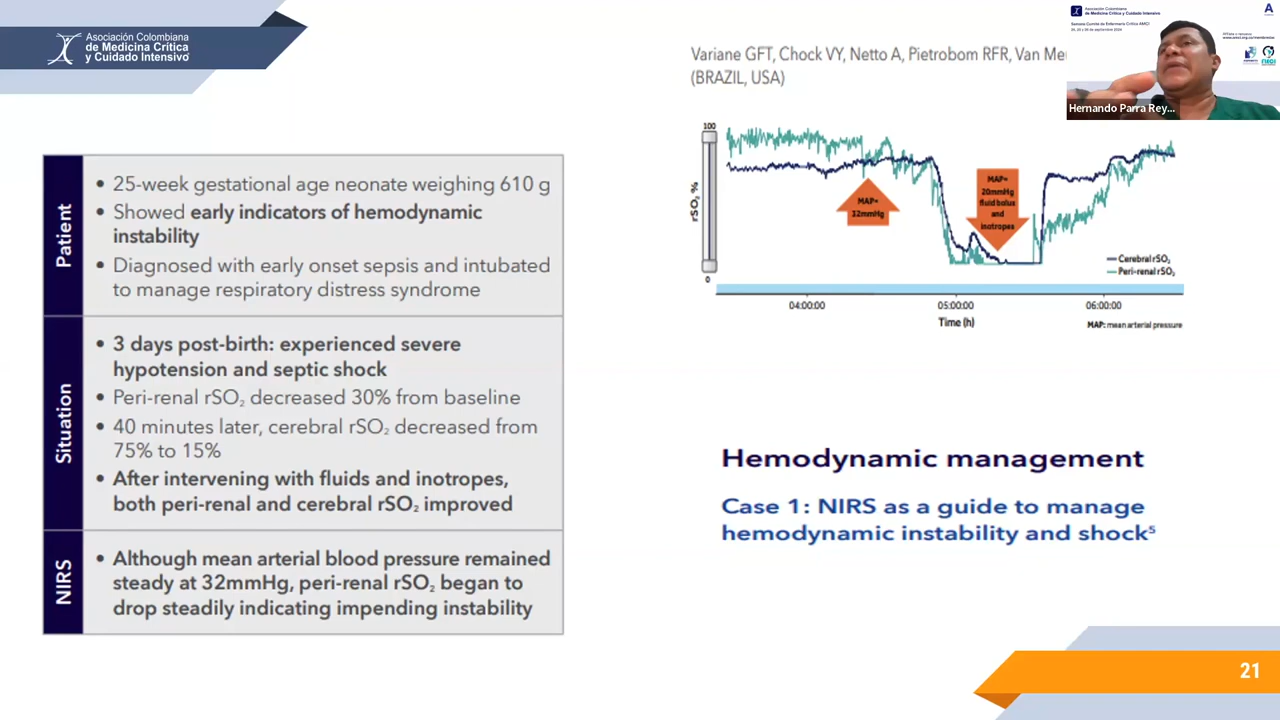 Asociación Colombiana
de Medicina Crítica
y Cuidado Intensivo
Variane GFT, Chock VY, Netto A, Pietrobom RFR, Van
(BRAZIL, USA)
Asociación Colombiana
de Medicina Crítica y Cuidado Intensivo
Hernando Parra Rey...
Patient
• 25-week gestational age neonate weighing 610 g
• Showed early indicators of hemodynamic
instability
• Diagnosed with early onset sepsis and intubated
to manage respiratory distress syndrome
Situation
• 3 days post-birth: experienced severe
hypotension and septic shock
• Peri-renal rSO₂ decreased 30% from baseline
• 40 minutes later, cerebral rSO₂ decreased from
75% to 15%
• After intervening with fluids and inotropes,
both peri-renal and cerebral rSO₂ improved
NIRS
• Although mean arterial blood pressure remained
steady at 32mmHg, peri-renal rSO₂ began to
drop steadily indicating impending instability
100
rSO₂ %
0
MAP=
32mmHg
MAP=
20mmHg
fluid bolus
and
inotropes
Cerebral rSO₂
Peri-renal rSO₂
04:00:00
05:00:00
06:00:00
Time (h)
MAP: mean arterial pressure
Hemodynamic management
Case 1: NIRS as a guide to manage
hemodynamic instability and shock⁵
21